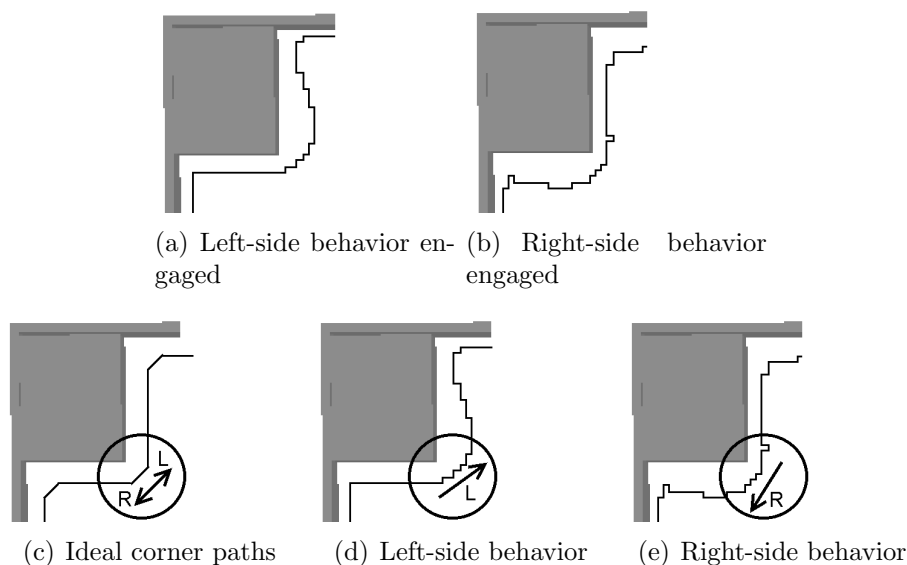 (a) Left-side behavior en-
gaged
(b) Right-side behavior
engaged
L
R
L
R
(c) Ideal corner paths
(d) Left-side behavior
(e) Right-side behavior